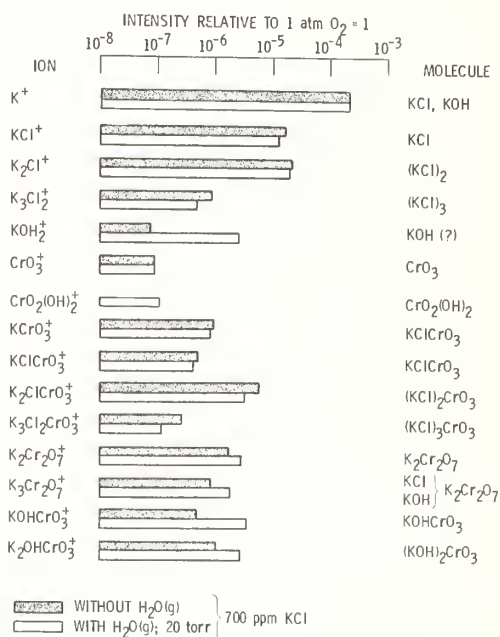 INTENSITY RELATIVE TO 1 atm O₂ = 1
10⁻⁸ 10⁻⁷ 10⁻⁶ 10⁻⁵ 10⁻⁴ 10⁻³
ION MOLECULE
K⁺ KCl, KOH
KCl⁺ KCl
K₂Cl⁺ (KCl)₂
K₃Cl₂⁺ (KCl)₃
KOH₂⁺ KOH (?)
CrO₃⁺ CrO₃
CrO₂(OH)₂⁺ CrO₂(OH)₂
KCrO₃⁺ KClCrO₃
KClCrO₃⁺ KClCrO₃
K₂ClCrO₃⁺ (KCl)₂CrO₃
K₃Cl₂CrO₃⁺ (KCl)₃CrO₃
K₂Cr₂O₇⁺ K₂Cr₂O₇
K₃Cr₂O₇⁺ KCl KOH } K₂Cr₂O₇
KOHCrO₃⁺ KOHCrO₃
K₂OHCrO₃⁺ (KOH)₂CrO₃
WITHOUT H₂O(g)
WITH H₂O(g); 20 torr } 700 ppm KCl